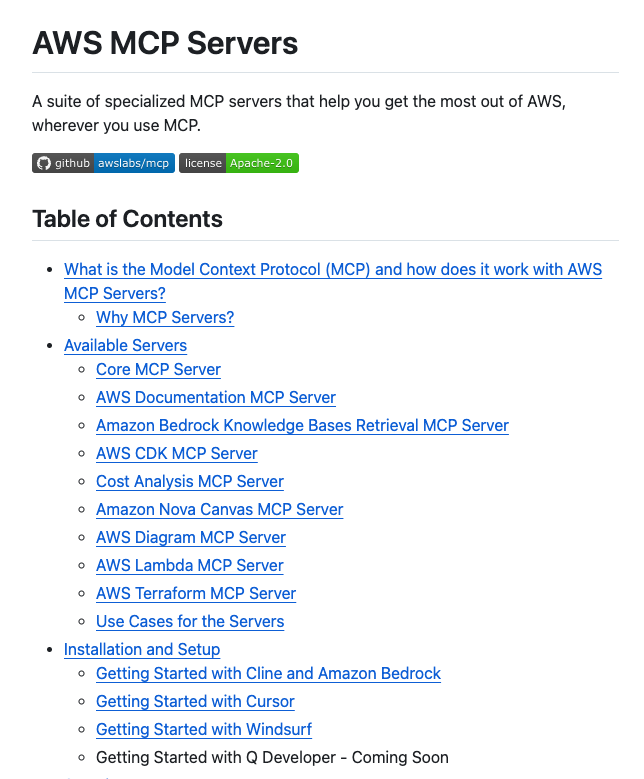 AWS MCP Servers
A suite of specialized MCP servers that help you get the most out of AWS,
wherever you use MCP.
github awslabs/mcp license Apache-2.0
Table of Contents
• What is the Model Context Protocol (MCP) and how does it work with AWS
MCP Servers?
◦ Why MCP Servers?
• Available Servers
◦ Core MCP Server
◦ AWS Documentation MCP Server
◦ Amazon Bedrock Knowledge Bases Retrieval MCP Server
◦ AWS CDK MCP Server
◦ Cost Analysis MCP Server
◦ Amazon Nova Canvas MCP Server
◦ AWS Diagram MCP Server
◦ AWS Lambda MCP Server
◦ AWS Terraform MCP Server
◦ Use Cases for the Servers
• Installation and Setup
◦ Getting Started with Cline and Amazon Bedrock
◦ Getting Started with Cursor
◦ Getting Started with Windsurf
◦ Getting Started with Q Developer - Coming Soon